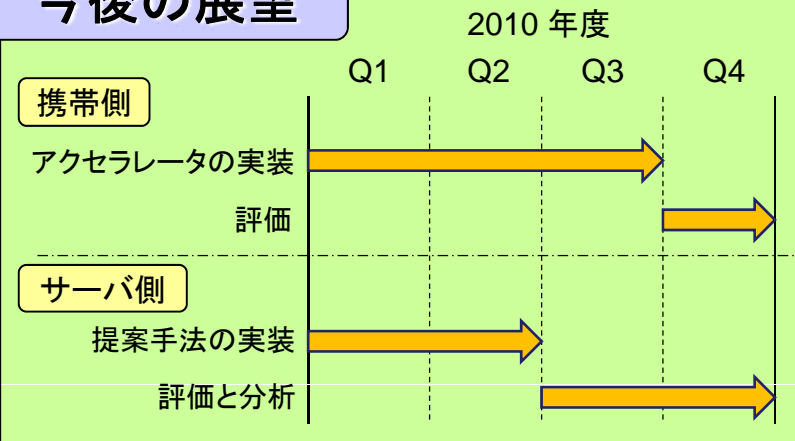 今後の展望
2010 年度
Q1 Q2 Q3 Q4
携帯側
アクセラレータの実装
評価
サーバ側
提案手法の実装
評価と分析